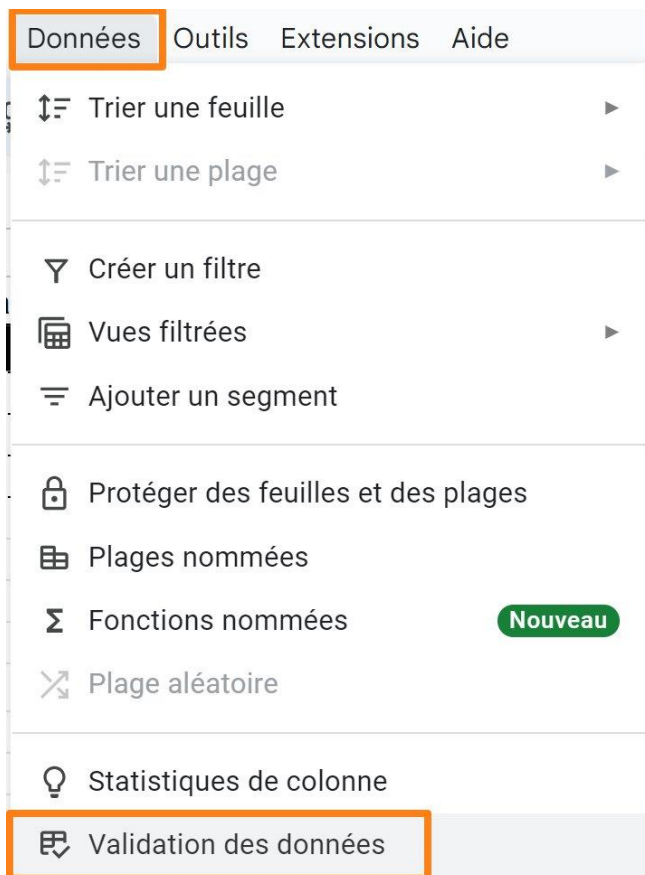 Données Outils Extensions Aide
Trier une feuille
Trier une plage
Créer un filtre
Vues filtrées
Ajouter un segment
Protéger des feuilles et des plages
Plages nommées
Fonctions nommées Nouveau
Plage aléatoire
Statistiques de colonne
Validation des données